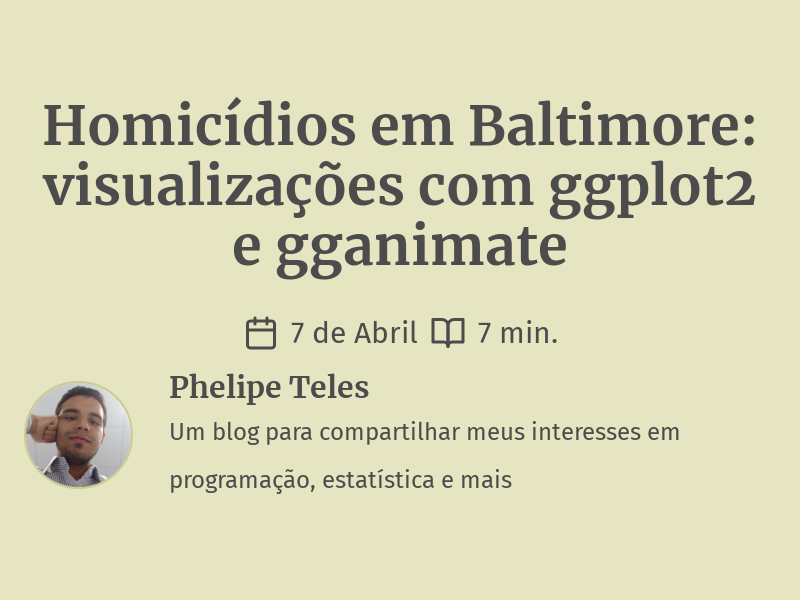 Homicídios em Baltimore:
visualizações com ggplot2
e gganimate
7 de Abril 7 min.
Phelipe Teles
Um blog para compartilhar meus interesses em
programação, estatística e mais